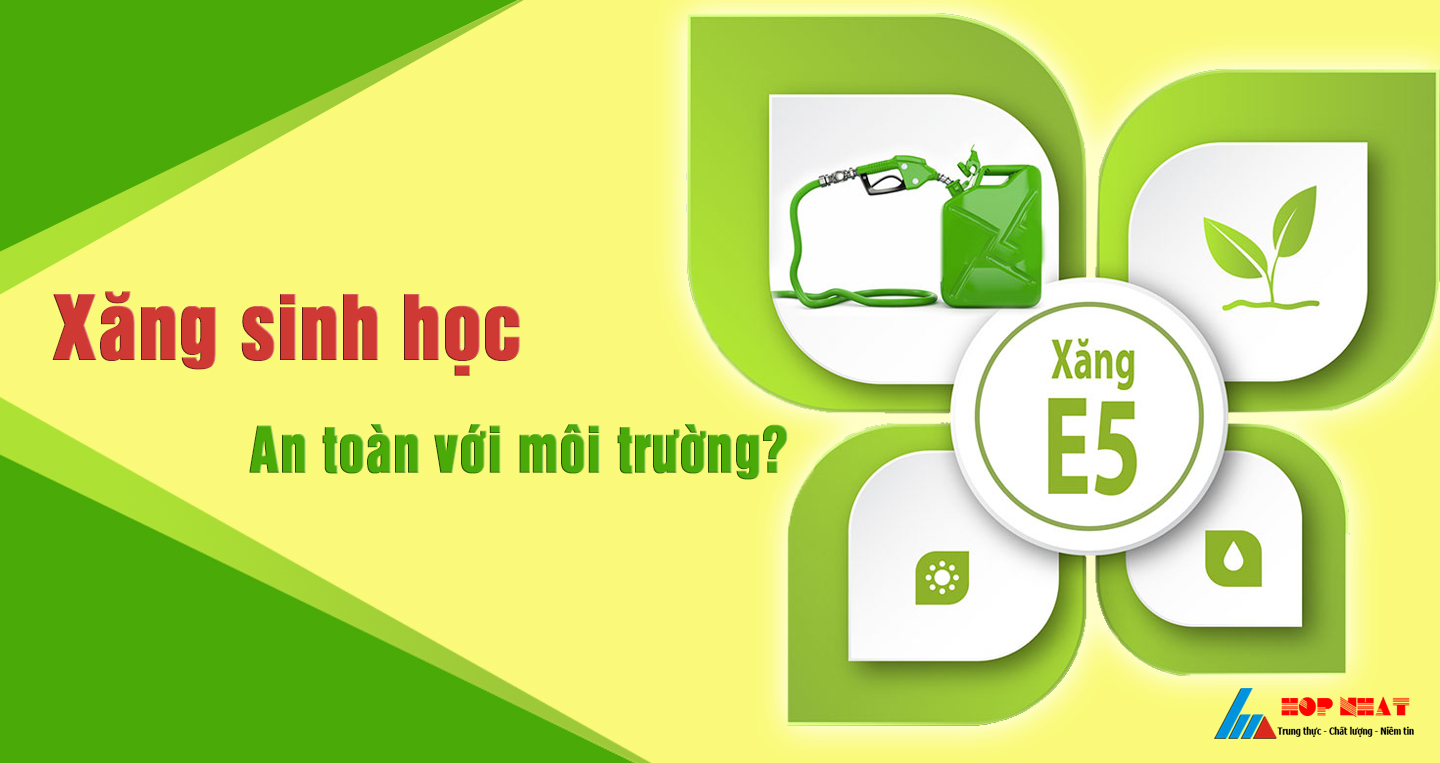 Xăng sinh học
An toàn với môi trường?
Xăng
E5
HOP NHAT
Trung thực - Chất lượng - Niềm tin